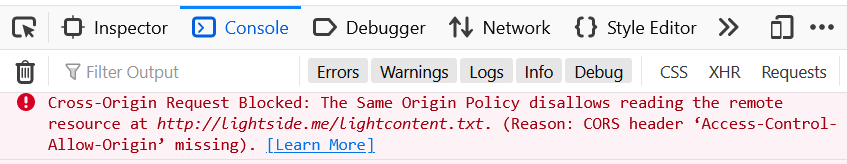 Inspector Console Debugger Network Style Editor
Filter Output Errors Warnings Logs Info Debug CSS XHR Requests
Cross-Origin Request Blocked: The Same Origin Policy disallows reading the remote
resource at http://lightside.me/lightcontent.txt. (Reason: CORS header ‘Access-Control-
Allow-Origin’ missing). [Learn More]